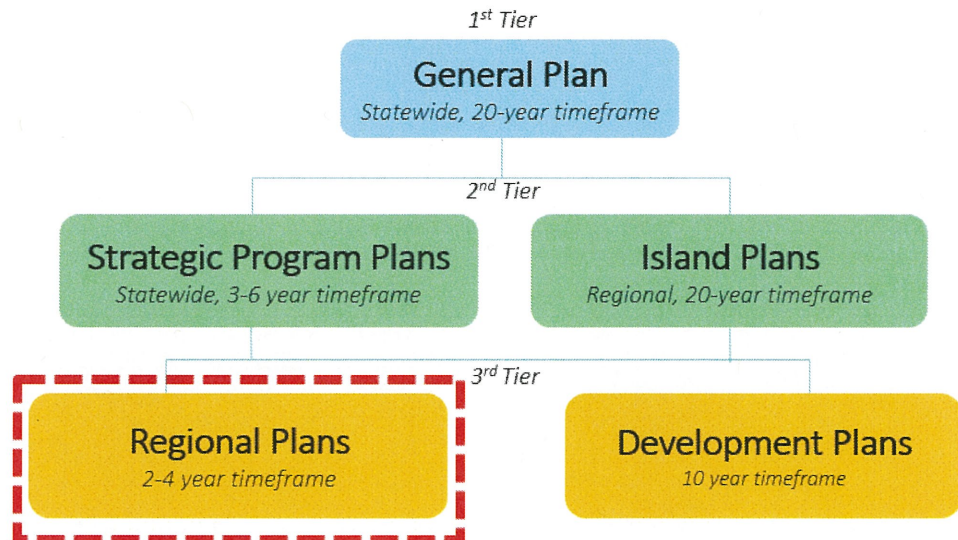 1st Tier
General Plan
Statewide, 20-year timeframe
2nd Tier
Strategic Program Plans
Statewide, 3-6 year timeframe
Island Plans
Regional, 20-year timeframe
3rd Tier
Regional Plans
2-4 year timeframe
Development Plans
10 year timeframe